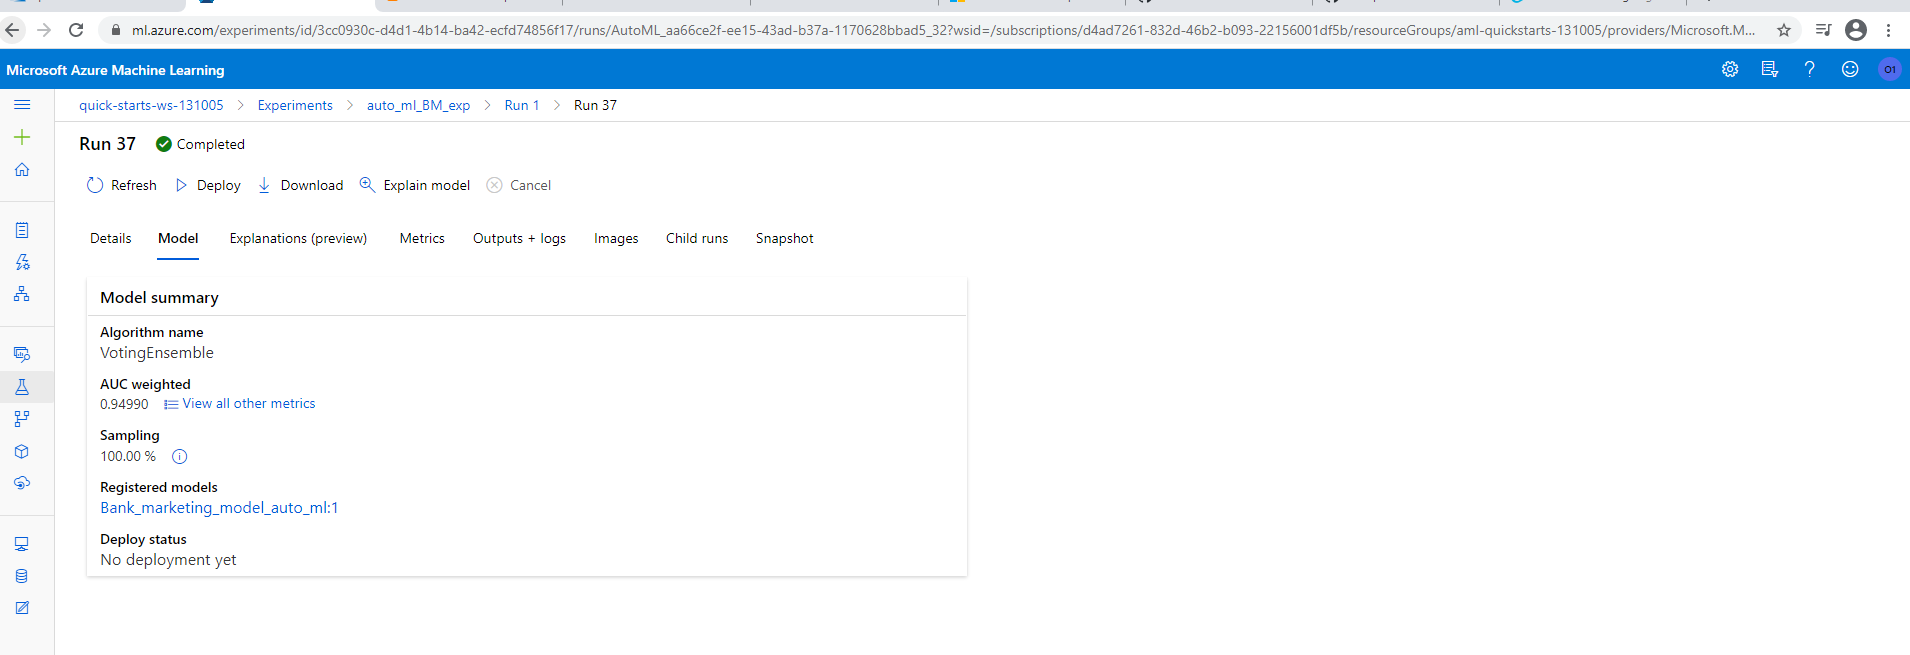 ml.azure.com/experiments/id/3cc0930c-d4d1-4b14-ba42-ecfd74856f17/runs/AutoML_aa66ce2f-ee15-43ad-b37a-1170628bbad5_32?wsid=/subscriptions/d4ad7261-832d-46b2-b093-22156001df5b/resourceGroups/aml-quickstarts-131005/providers/Microsoft.M...
Microsoft Azure Machine Learning
O1
quick-starts-ws-131005 > Experiments > auto_ml_BM_exp > Run 1 > Run 37
Run 37 Completed
Refresh Deploy Download Explain model Cancel
Details Model Explanations (preview) Metrics Outputs + logs Images Child runs Snapshot
Model summary
Algorithm name
VotingEnsemble
AUC weighted
0.94990 View all other metrics
Sampling
100.00 %
Registered models
Bank_marketing_model_auto_ml:1
Deploy status
No deployment yet